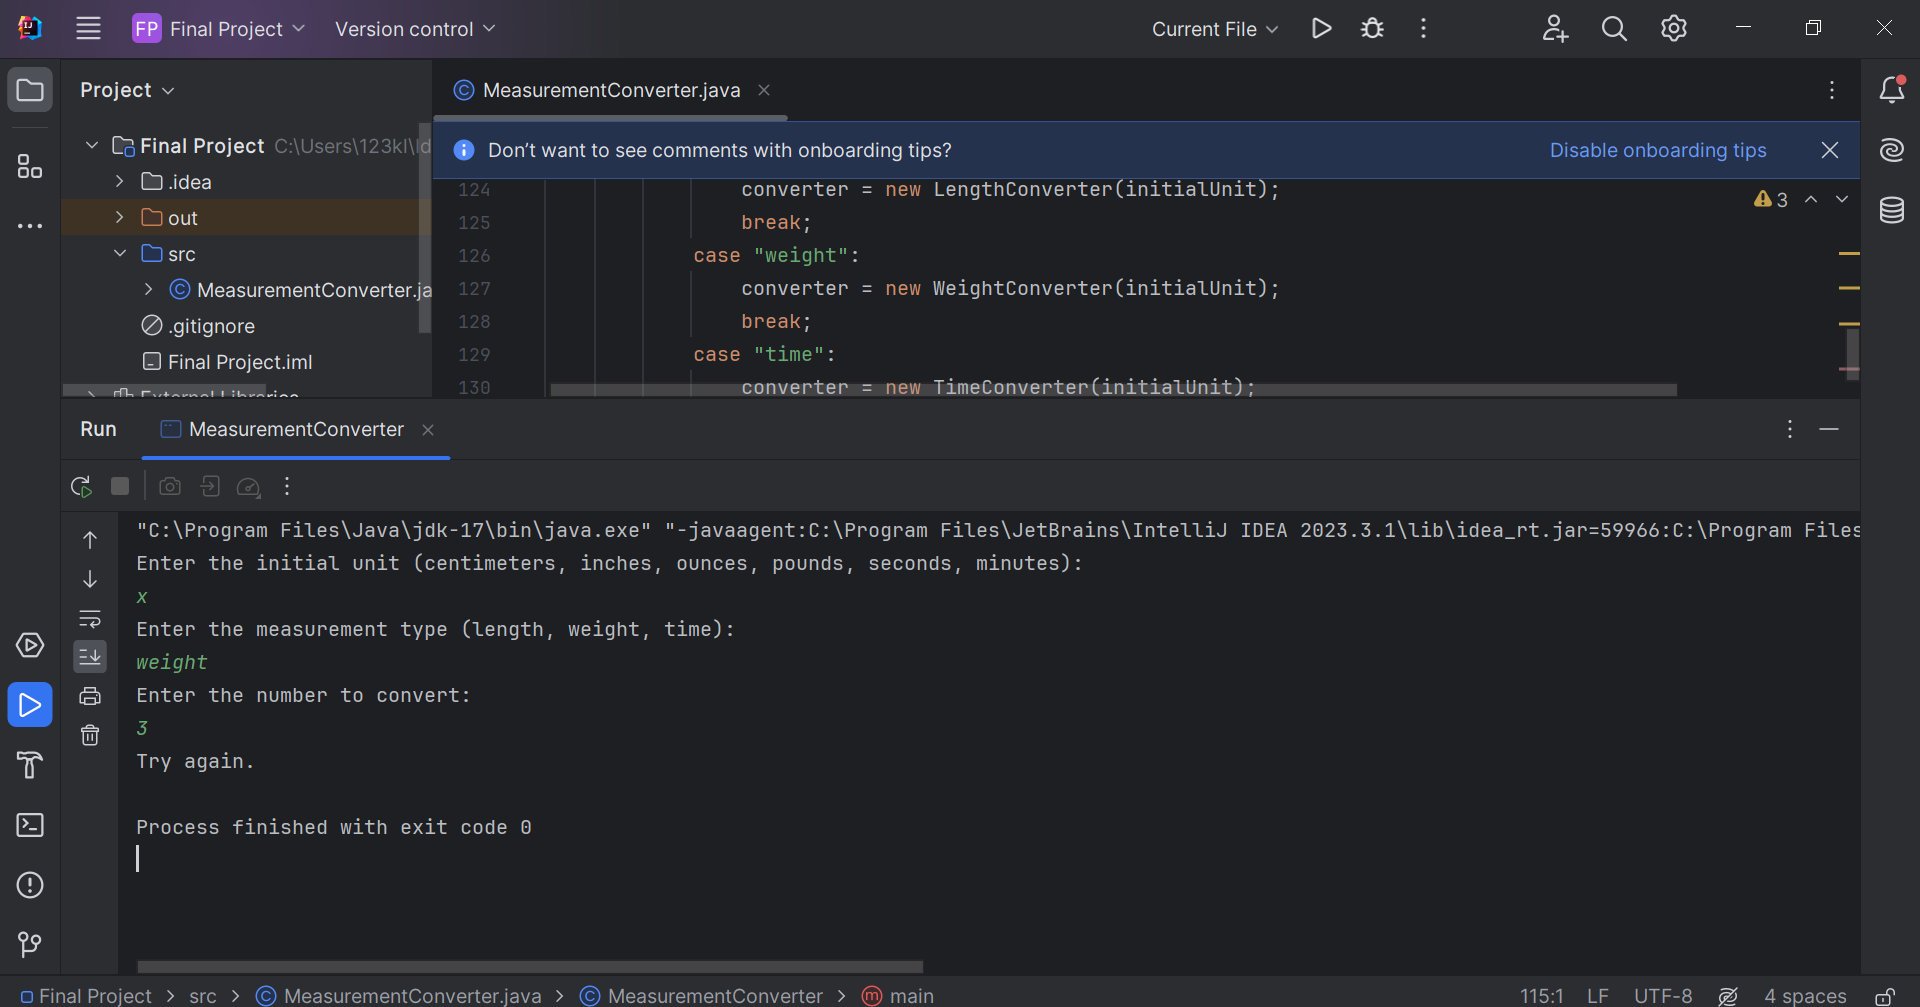 FP Final Project Version control Current File
Project
MeasurementConverter.java
Final Project C:\Users\123kl\Id
Don't want to see comments with onboarding tips? Disable onboarding tips
.idea
out
src
MeasurementConverter.ja
.gitignore
Final Project.iml
External Libraries
124 converter = new LengthConverter(initialUnit);
125 break;
126 case "weight":
127 converter = new WeightConverter(initialUnit);
128 break;
129 case "time":
130 converter = new TimeConverter(initialUnit);
3
Run MeasurementConverter
"C:\Program Files\Java\jdk-17\bin\java.exe" "-javaagent:C:\Program Files\JetBrains\IntelliJ IDEA 2023.3.1\lib\idea_rt.jar=59966:C:\Program Files
Enter the initial unit (centimeters, inches, ounces, pounds, seconds, minutes):
x
Enter the measurement type (length, weight, time):
weight
Enter the number to convert:
3
Try again.
Process finished with exit code 0
Final Project > src > MeasurementConverter.java > MeasurementConverter > main 115:1 LF UTF-8 4 spaces